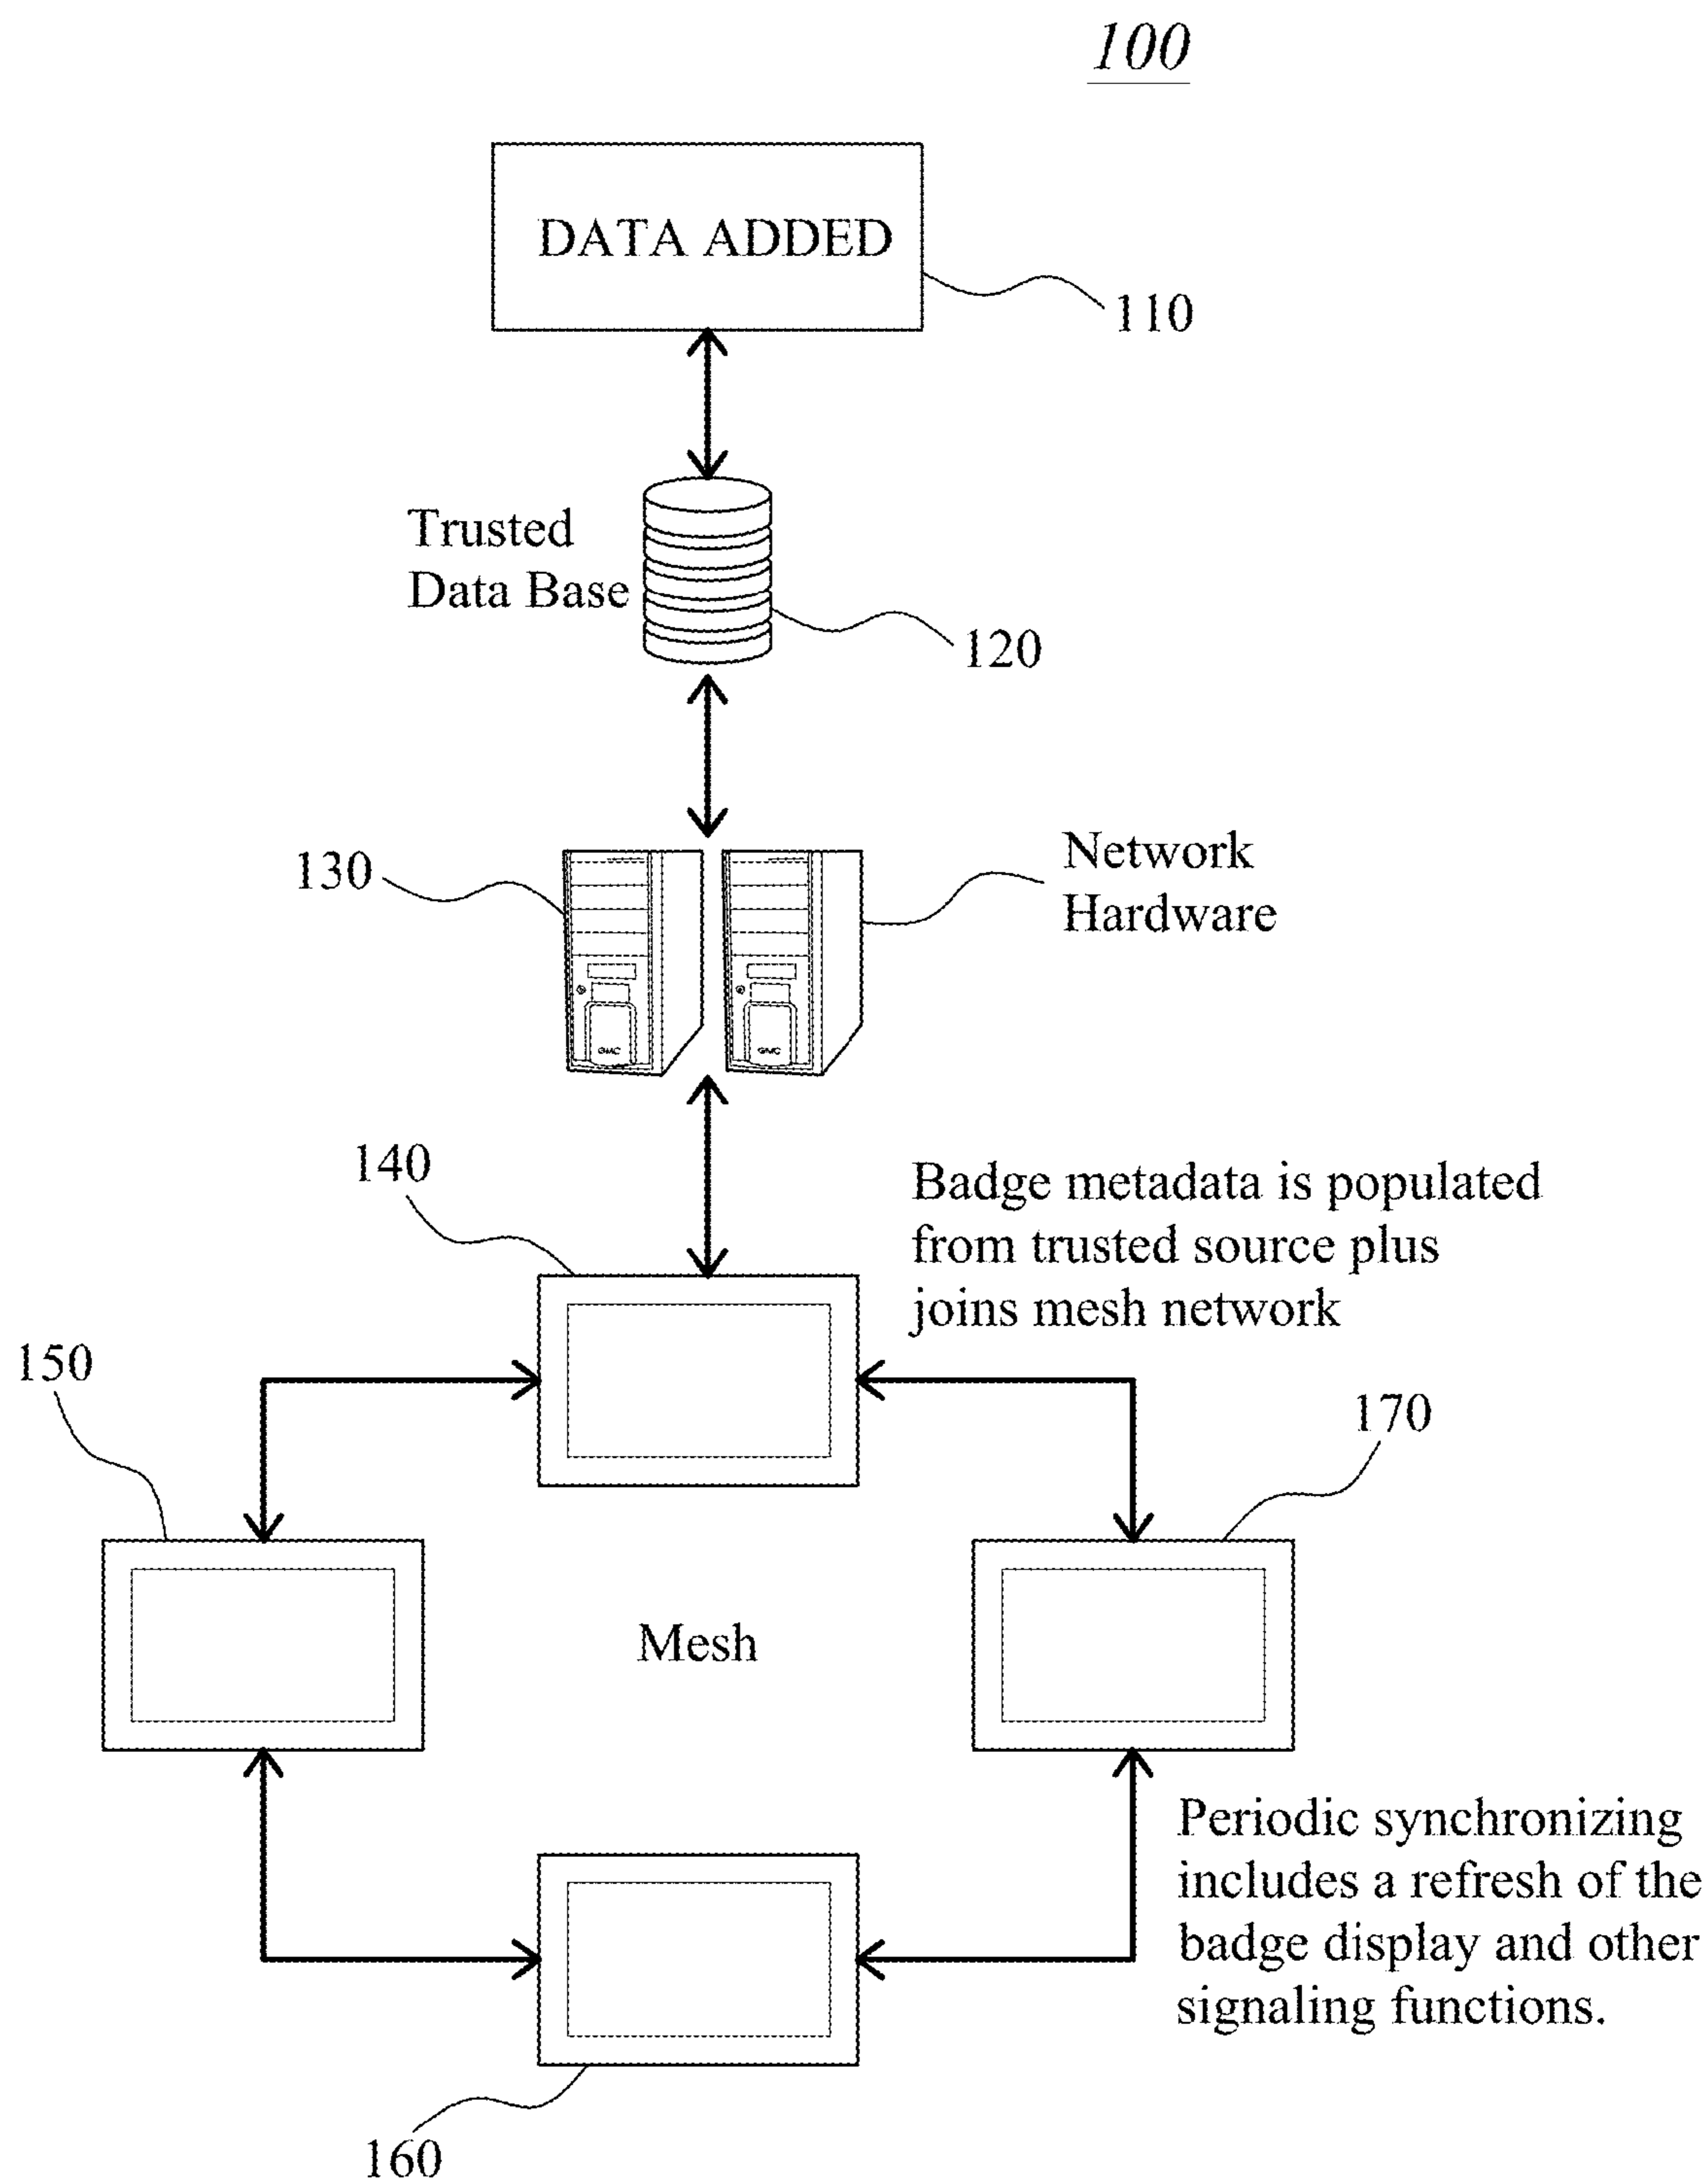 100
DATA ADDED
110
Trusted
Data Base
120
130
Network
Hardware
GMC
GMC
140
Badge metadata is populated
from trusted source plus
joins mesh network
150
170
Mesh
Periodic synchronizing
includes a refresh of the
badge display and other
signaling functions.
160